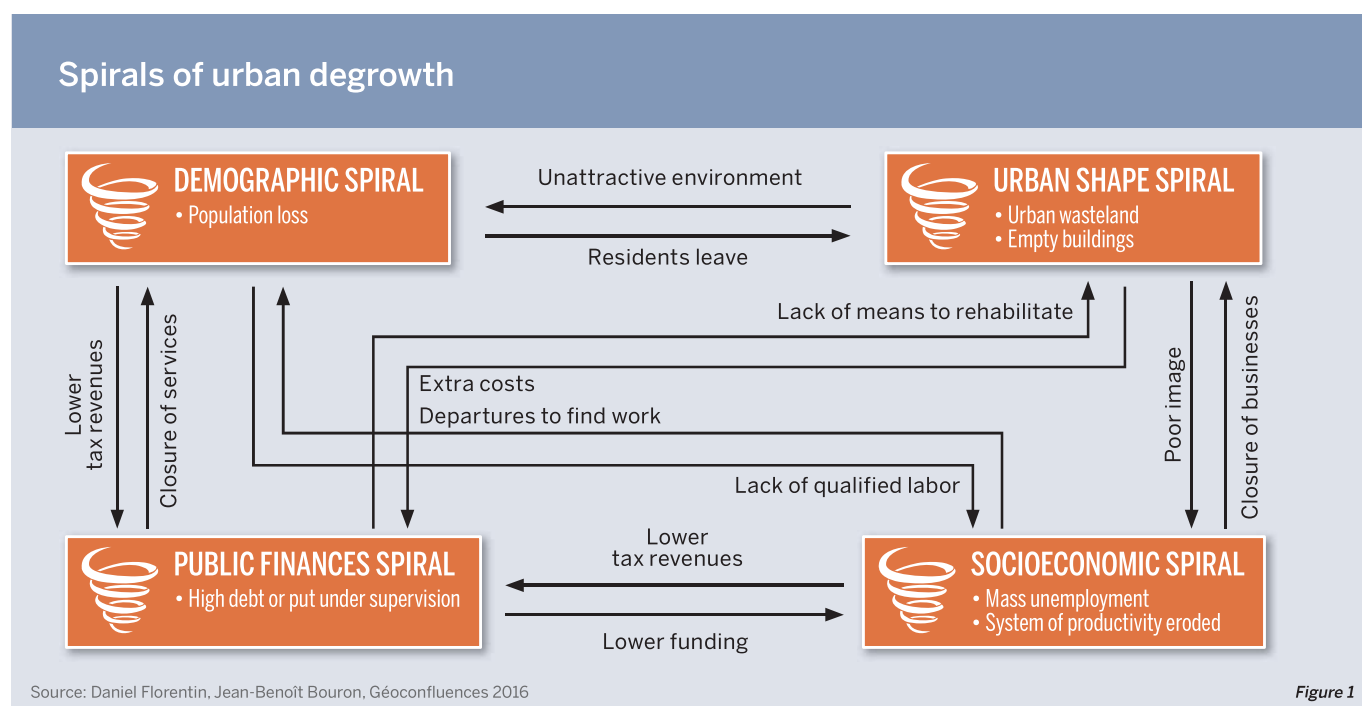 Spirals of urban degrowth
DEMOGRAPHIC SPIRAL
• Population loss
Unattractive environment
Residents leave
URBAN SHAPE SPIRAL
• Urban wasteland
• Empty buildings
Lower
tax revenues
Closure of services
Lack of means to rehabilitate
Extra costs
Departures to find work
Lack of qualified labor
Poor image
Closure of businesses
PUBLIC FINANCES SPIRAL
• High debt or put under supervision
Lower
tax revenues
Lower funding
SOCIOECONOMIC SPIRAL
• Mass unemployment
• System of productivity eroded
Source: Daniel Florentin, Jean-Benoît Bouron, Géoconfluences 2016
Figure 1